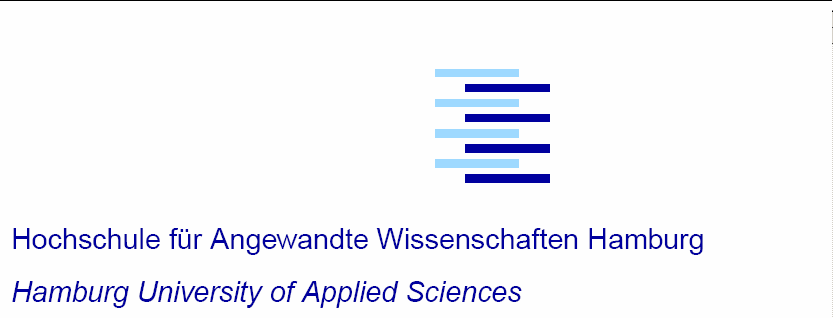 Hochschule für Angewandte Wissenschaften Hamburg
Hamburg University of Applied Sciences